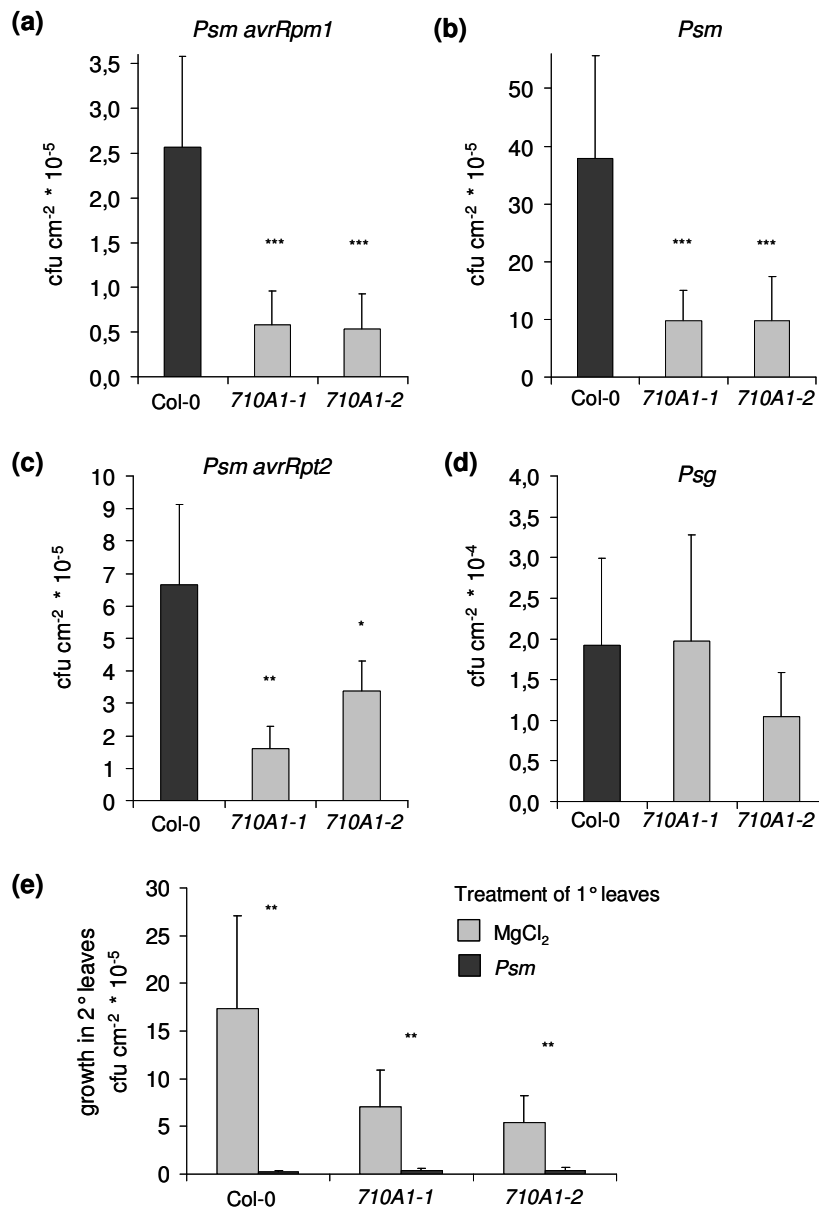 (a)
Psm avrRpm1
cfu cm-2 * 10-5
3,5
3,0
2,5
2,0
1,5
1,0
0,5
0,0
***
***
Col-0 710A1-1 710A1-2
(b)
Psm
cfu cm-2 * 10-5
50
40
30
20
10
0
***
***
Col-0 710A1-1 710A1-2
(c)
Psm avrRpt2
cfu cm-2 * 10-5
10
9
8
7
6
5
4
3
2
1
0
**
*
Col-0 710A1-1 710A1-2
(d)
Psg
cfu cm-2 * 10-4
4,0
3,5
3,0
2,5
2,0
1,5
1,0
0,5
0,0
Col-0 710A1-1 710A1-2
(e)
growth in 2° leaves
cfu cm-2 * 10-5
30
25
20
15
10
5
0
**
**
**
Treatment of 1° leaves
MgCl2
Psm
Col-0 710A1-1 710A1-2